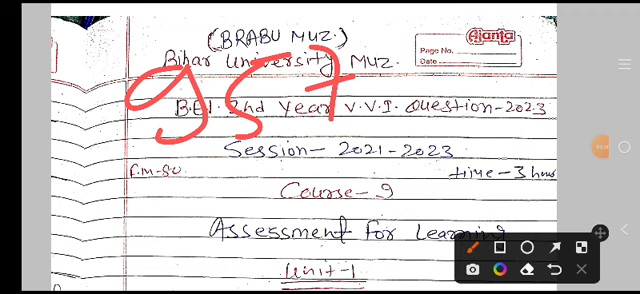 (BRABU MUZ.)
Ajanta
Bihar University MUZ.
Page No.
Date
957
B.Ed. 2nd Year V.V.I. Question-2023
Session- 2021-2023
F.M-80 Time-3 hours
Course-9
Assessment For Learning
Unit-1